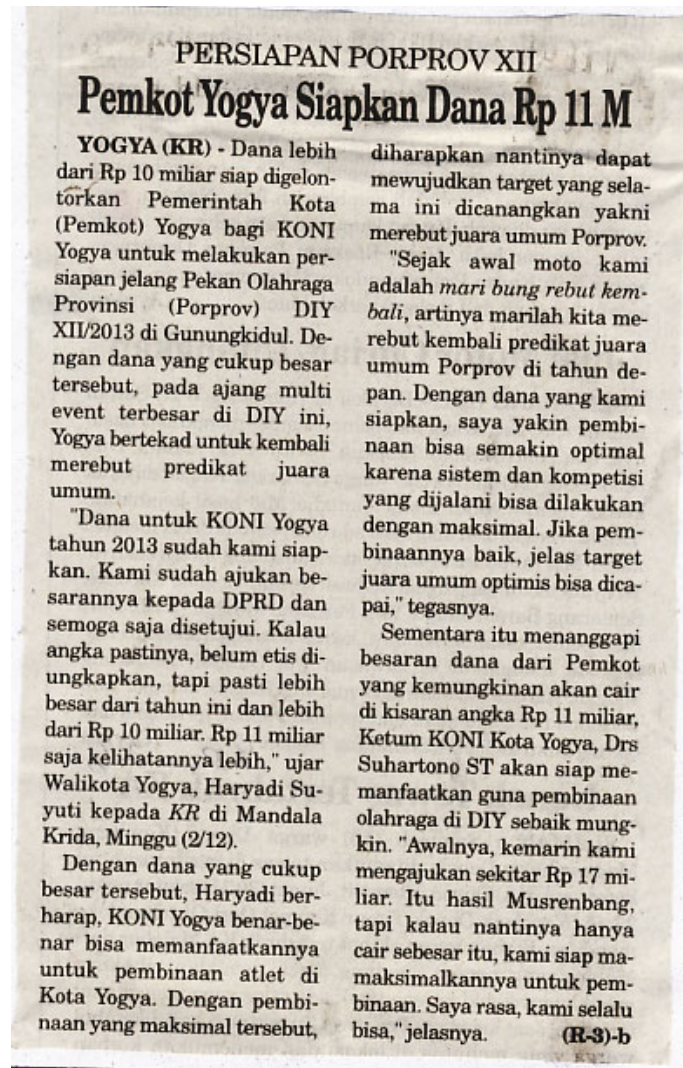 PERSIAPAN PORPROV XII
Pemkot Yogya Siapkan Dana Rp 11 M
YOGYA (KR) - Dana lebih
dari Rp 10 miliar siap digelon-
torkan Pemerintah Kota
(Pemkot) Yogya bagi KONI
Yogya untuk melakukan per-
siapan jelang Pekan Olahraga
Provinsi (Porprov) DIY
XII/2013 di Gunungkidul. De-
ngan dana yang cukup besar
tersebut, pada ajang multi
event terbesar di DIY ini,
Yogya bertekad untuk kembali
merebut predikat juara
umum.
"Dana untuk KONI Yogya
tahun 2013 sudah kami siap-
kan. Kami sudah ajukan be-
sarannya kepada DPRD dan
semoga saja disetujui. Kalau
angka pastinya, belum etis di-
ungkapkan, tapi pasti lebih
besar dari tahun ini dan lebih
dari Rp 10 miliar. Rp 11 miliar
saja kelihatannya lebih," ujar
Walikota Yogya, Haryadi Su-
yuti kepada KR di Mandala
Krida, Minggu (2/12).
Dengan dana yang cukup
besar tersebut, Haryadi ber-
harap, KONI Yogya benar-be-
nar bisa memanfaatkannya
untuk pembinaan atlet di
Kota Yogya. Dengan pembi-
naan yang maksimal tersebut,
diharapkan nantinya dapat
mewujudkan target yang sela-
ma ini dicanangkan yakni
merebut juara umum Porprov.
"Sejak awal moto kami
adalah mari bung rebut kem-
bali, artinya marilah kita me-
rebut kembali predikat juara
umum Porprov di tahun de-
pan. Dengan dana yang kami
siapkan, saya yakin pembi-
naan bisa semakin optimal
karena sistem dan kompetisi
yang dijalani bisa dilakukan
dengan maksimal. Jika pem-
binaannya baik, jelas target
juara umum optimis bisa dica-
pai," tegasnya.
Sementara itu menanggapi
besaran dana dari Pemkot
yang kemungkinan akan cair
di kisaran angka Rp 11 miliar,
Ketum KONI Kota Yogya, Drs
Suhartono ST akan siap me-
manfaatkan guna pembinaan
olahraga di DIY sebaik mung-
kin. "Awalnya, kemarin kami
mengajukan sekitar Rp 17 mi-
liar. Itu hasil Musrenbang,
tapi kalau nantinya hanya
cair sebesar itu, kami siap ma-
maksimalkannya untuk pem-
binaan. Saya rasa, kami selalu
bisa," jelasnya. (R-3)-b